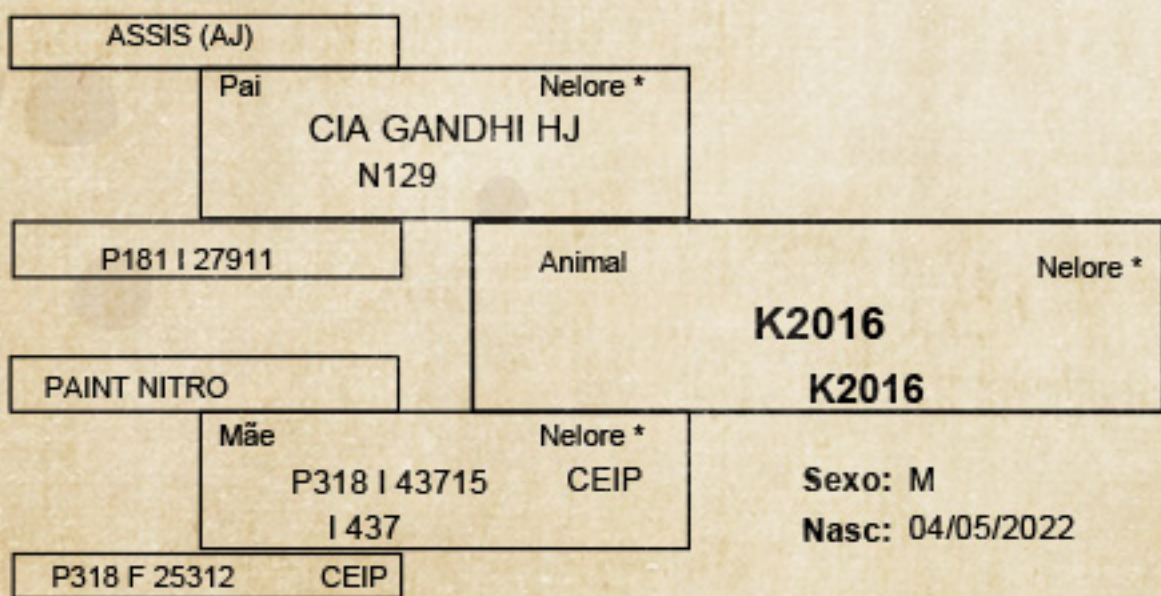 ASSIS (AJ)
Pai Nelore *
CIA GANDHI HJ
N129
P181 I 27911
Animal Nelore *
K2016
K2016
PAINT NITRO
Mãe Nelore *
P318 I 43715 CEIP
I 437
Sexo: M
Nasc: 04/05/2022
P318 F 25312 CEIP